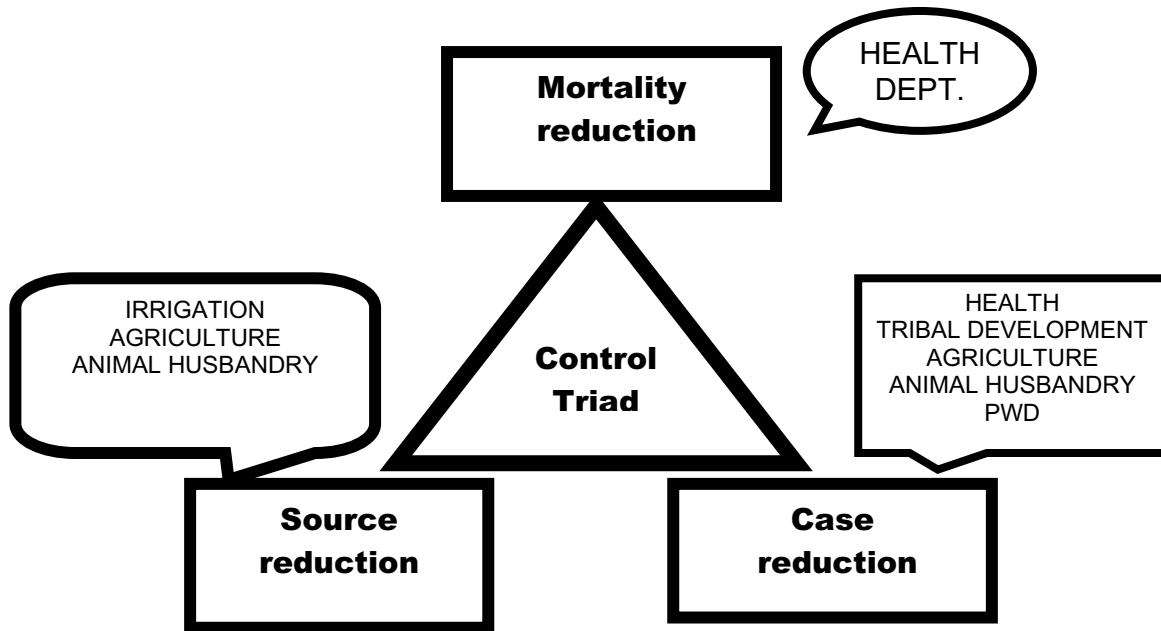 HEALTH
DEPT.
Mortality
reduction
IRRIGATION
AGRICULTURE
ANIMAL HUSBANDRY
HEALTH
TRIBAL DEVELOPMENT
AGRICULTURE
ANIMAL HUSBANDRY
PWD
Control
Triad
Source
reduction
Case
reduction